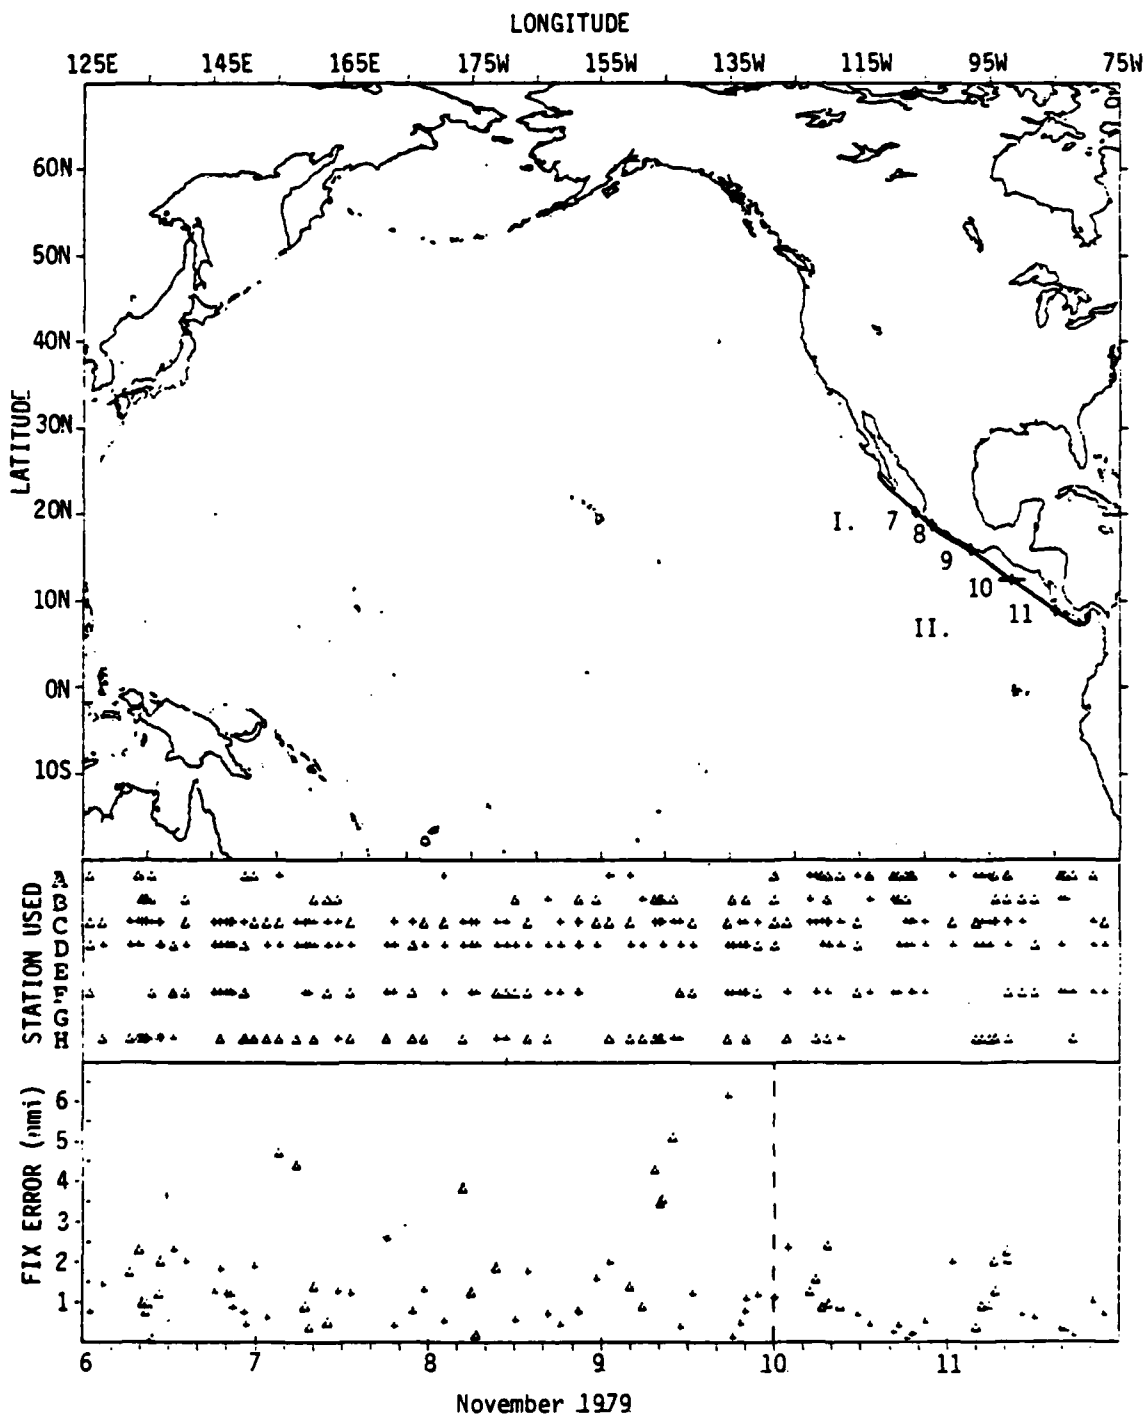 LONGITUDE
125E 145E 165E 175W 155W 135W 115W 95W 75W
LATITUDE
60N
50N
40N
30N
20N
10N
0N
10S
I.
7
8
9
10
11
II.
STATION USED
A
B
C
D
E
F
G
H
FIX ERROR (nmi)
6
5
4
3
2
1
6 7 8 9 10 11
November 1979